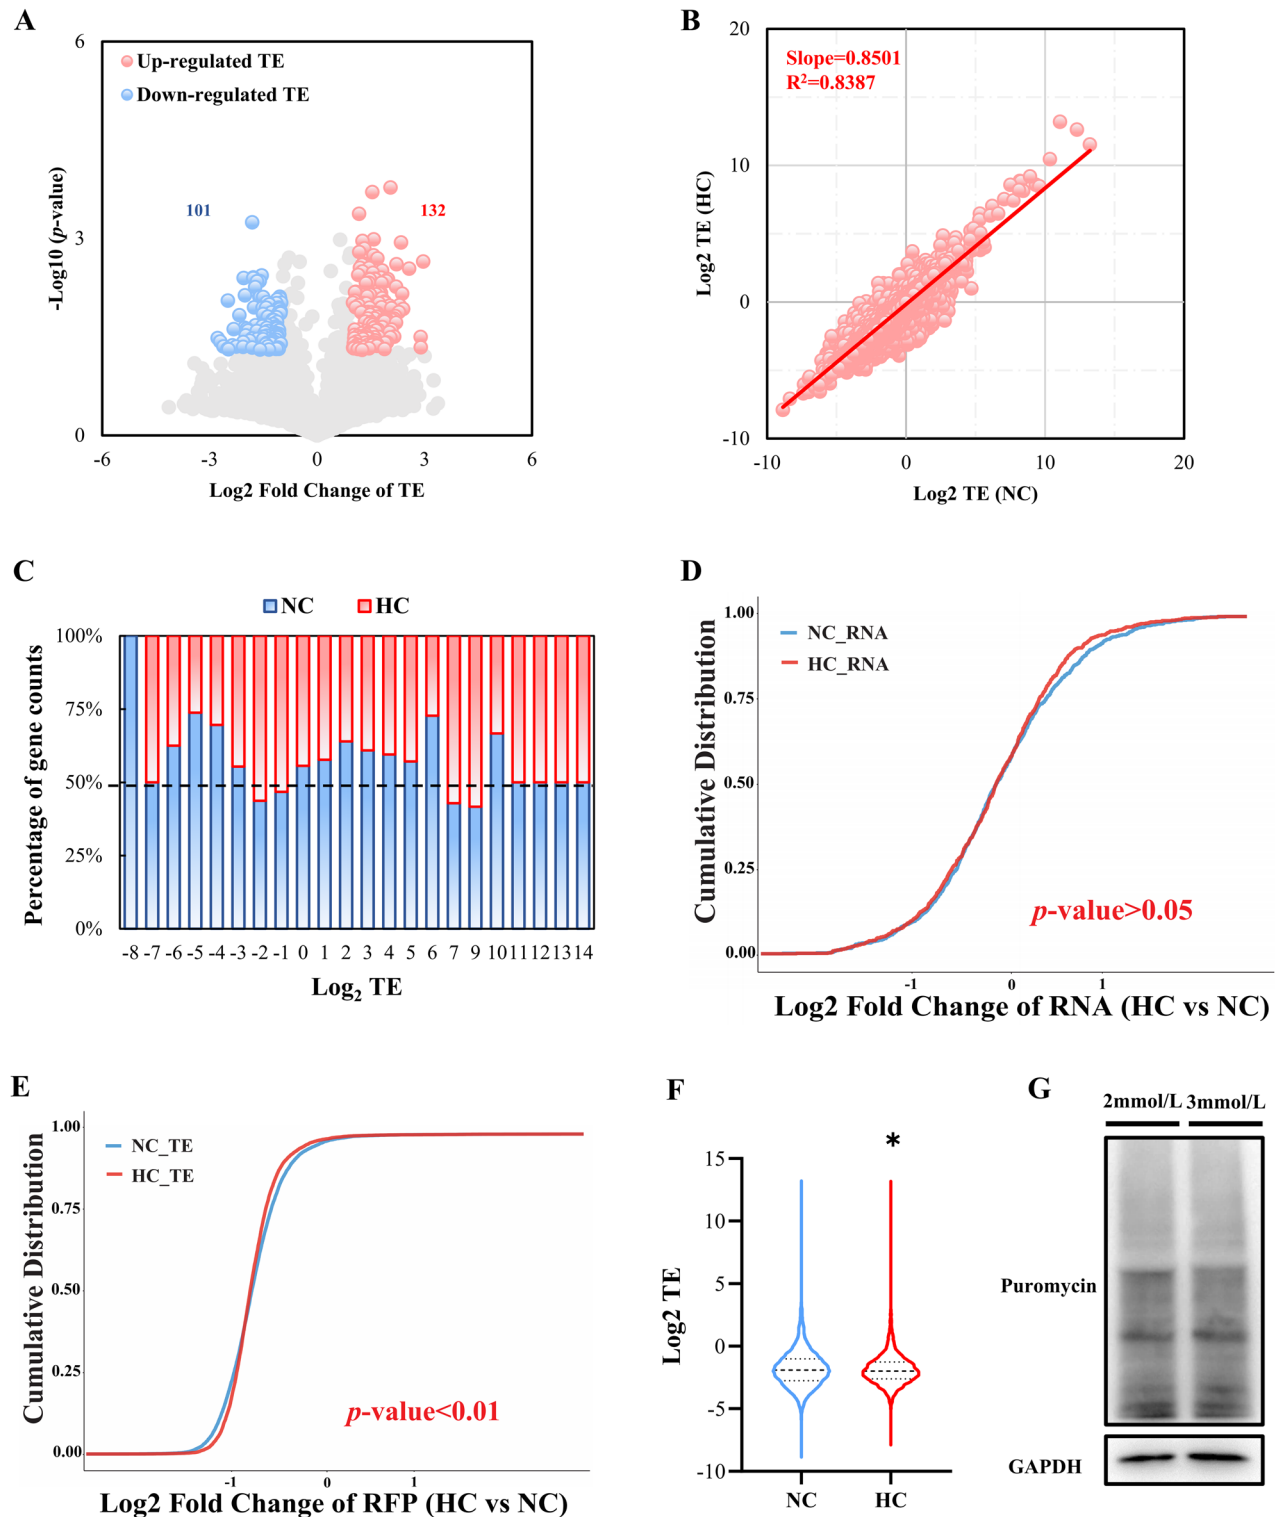 A
6
Up-regulated TE
Down-regulated TE
-Log10 (p-value)
101
132
3
0
-6
-3
0
3
6
Log2 Fold Change of TE
B
20
Slope=0.8501
R²=0.8387
Log2 TE (HC)
10
0
-10
-10
0
10
20
Log2 TE (NC)
C
NC
HC
Percentage of gene counts
100%
75%
50%
25%
0%
-8 -7 -6 -5 -4 -3 -2 -1 0 1 2 3 4 5 6 7 9 10 11 12 13 14
Log₂ TE
D
Cumulative Distribution
1.00
NC_RNA
HC_RNA
0.75
0.50
0.25
p-value>0.05
0.00
-1
0
1
Log2 Fold Change of RNA (HC vs NC)
E
Cumulative Distribution
1.00
NC_TE
HC_TE
0.75
0.50
0.25
p-value<0.01
0.00
-1
0
1
Log2 Fold Change of RFP (HC vs NC)
F
*
Log2 TE
15
10
5
0
-5
-10
NC
HC
G
2mmol/L 3mmol/L
Puromycin
GAPDH